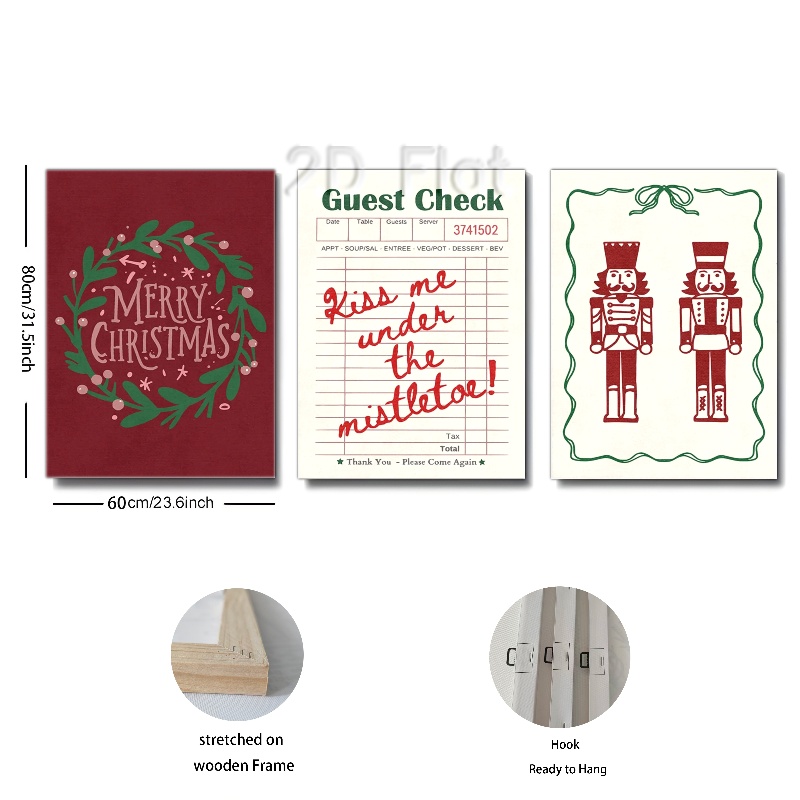 2D Flat
80cm/31.5inch
MERRY
CHRISTMAS
Guest Check
Date Table Guests Server
3741502
APPT - SOUP/SAL - ENTREE - VEG/POT - DESSERT - BEV
Kiss me
under
the
mistletoe!
Tax
Total
★ Thank You - Please Come Again ★
60cm/23.6inch
stretched on
wooden Frame
Hook
Ready to Hang